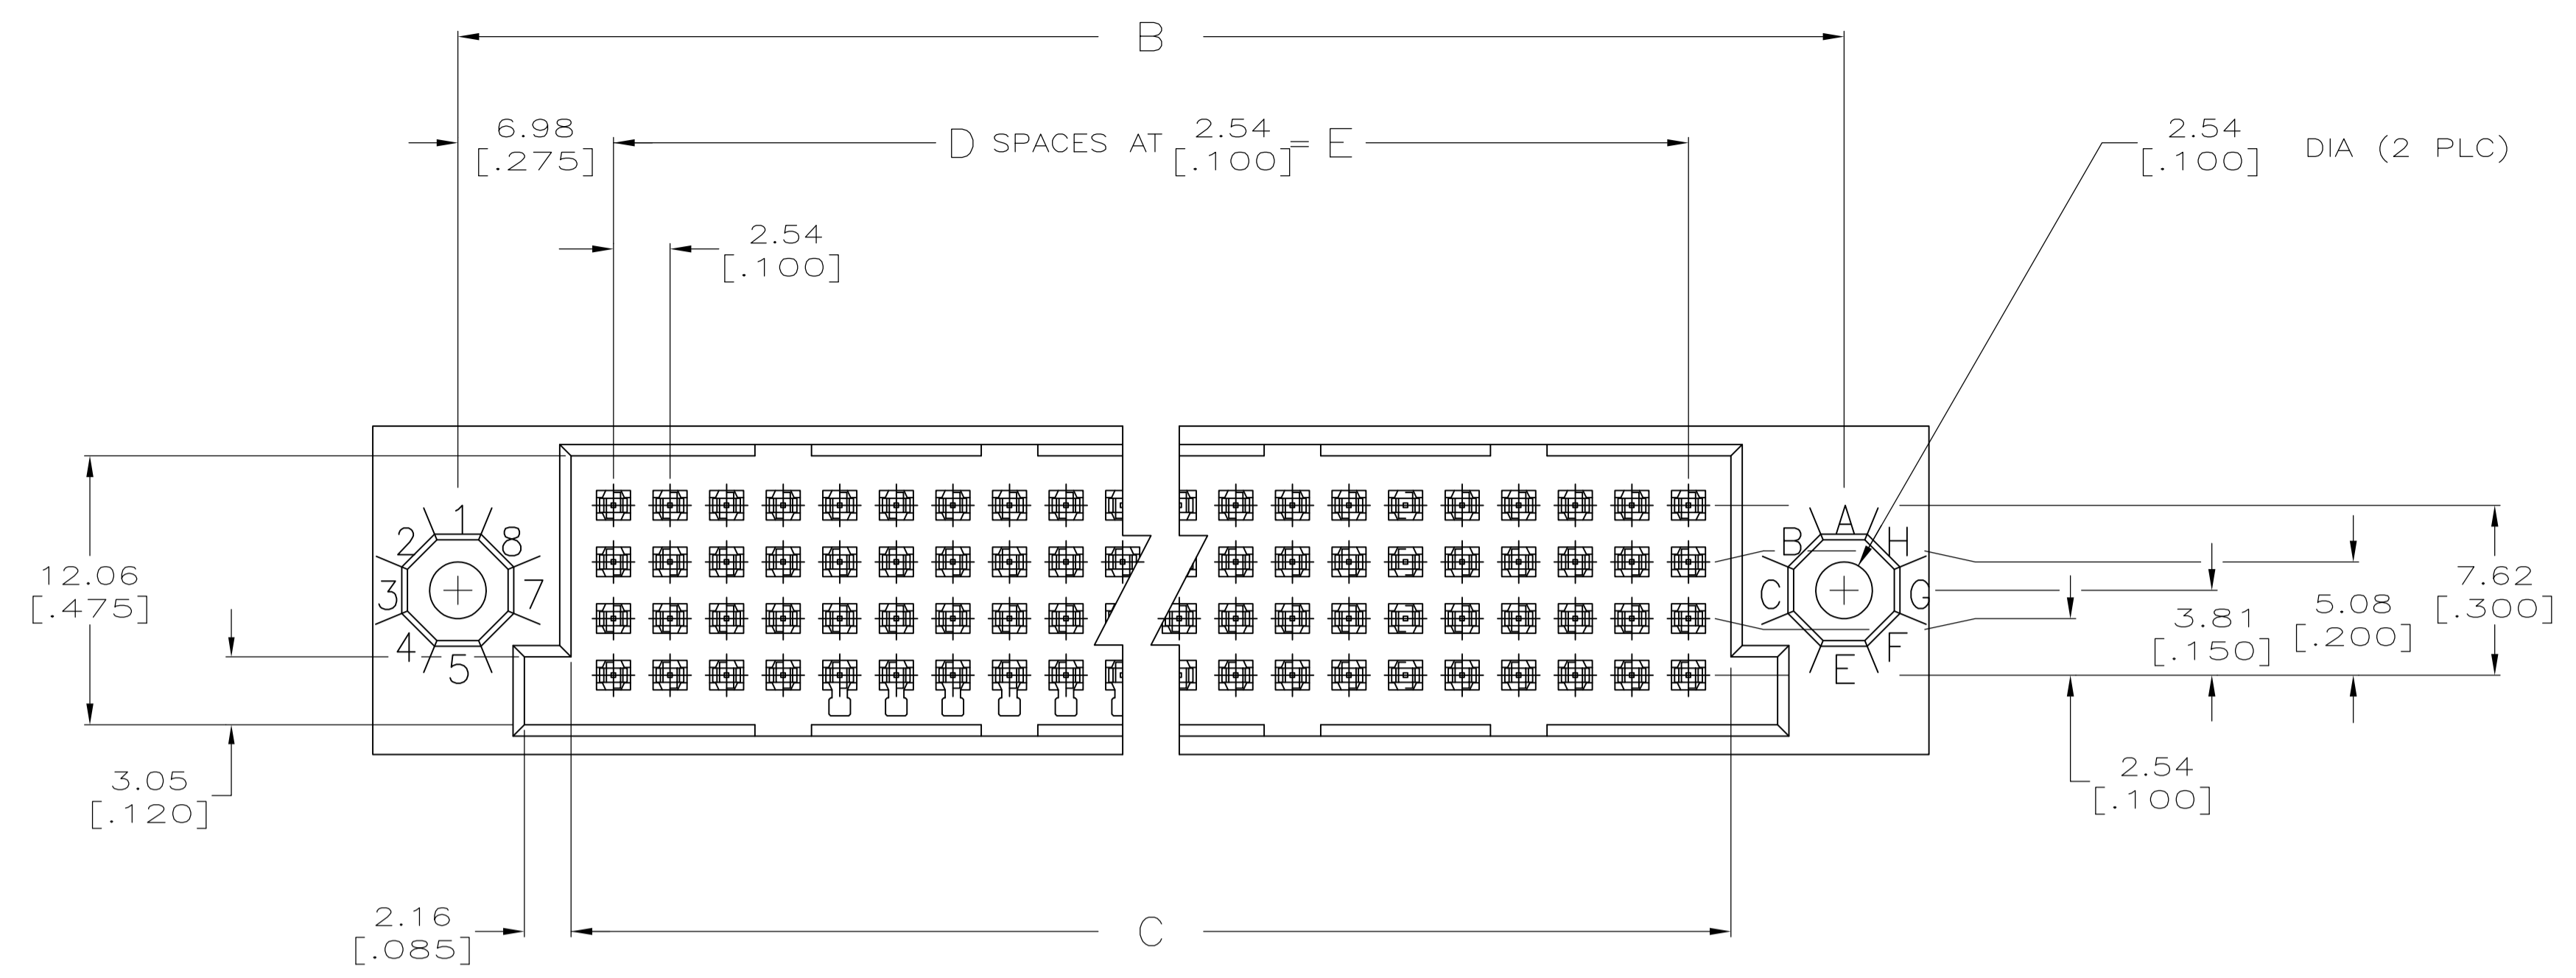 B
6.98
[.275]
D SPACES AT 2.54 = E
[.100]
2.54
[.100] DIA (2 PLC)
2.54
[.100]
1
2
8
3
7
4
5
A
B
H
C
G
F
E
12.06
[.475]
7.62
[.300]
5.08
[.200]
3.81
[.150]
3.05
[.120]
2.54
[.100]
2.16
[.085]
C